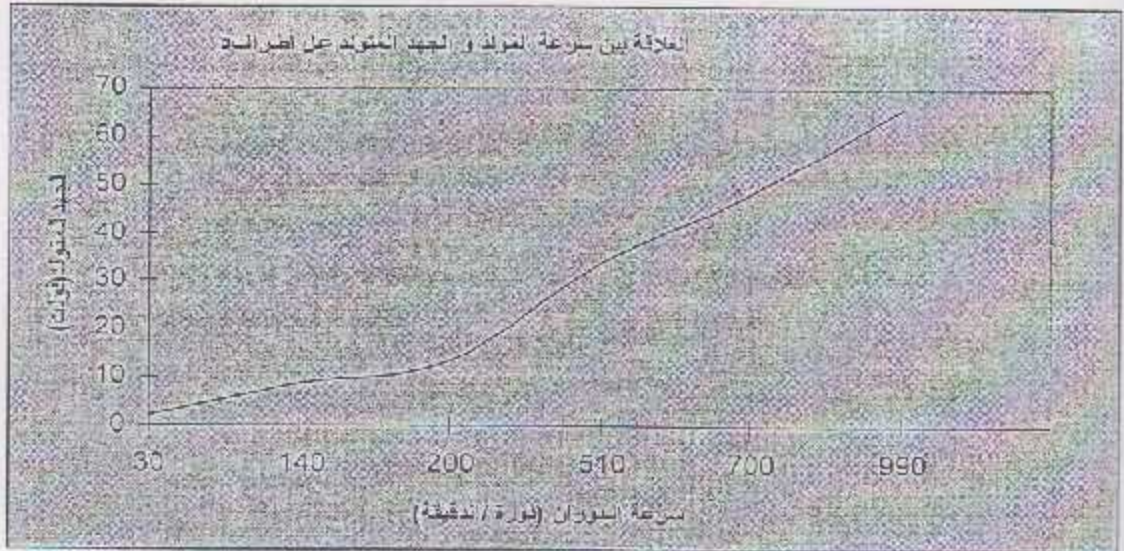 العلاقة بين سرعة المولد و الجهد المتولد على أطرافه
70
60
50
40
30
20
10
0
الجهد المتولد (فولت)
30 140 200 510 700 990
سرعة الدوران (دورة / دقيقة)